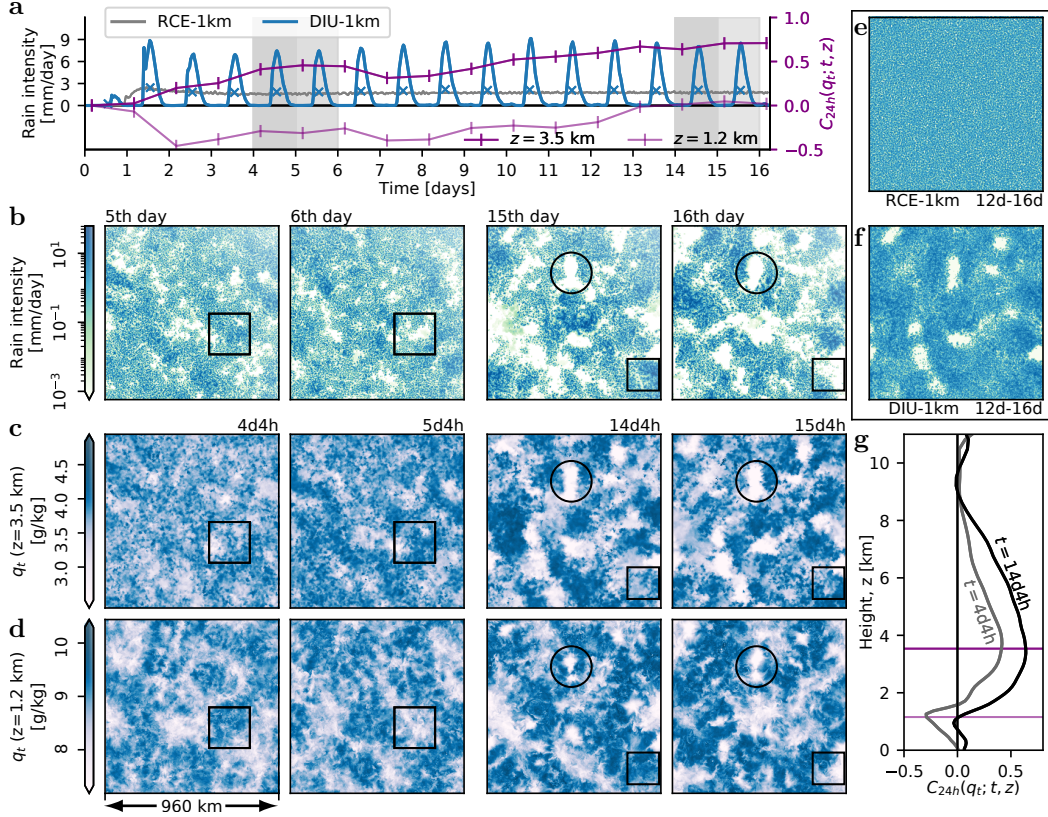 a
RCE-1km DIU-1km
Rain intensity
[mm/day]
9
6
3
0
1.0
0.5
0.0
−0.5
C24h(qt; t, z)
z = 3.5 km z = 1.2 km
0 1 2 3 4 5 6 7 8 9 10 11 12 13 14 15 16
Time [days]
e
RCE-1km 12d-16d
b
5th day 6th day 15th day 16th day
Rain intensity
[mm/day]
10¹
10⁻¹
10⁻³
f
DIU-1km 12d-16d
c
4d4h 5d4h 14d4h 15d4h
qt (z=3.5 km)
[g/kg]
4.5
4.0
3.5
3.0
d
qt (z=1.2 km)
[g/kg]
10
9
8
960 km
g
Height, z [km]
10
8
6
4
2
0
t = 14d4h
t = 4d4h
−0.5 0.0 0.5
C24h(qt; t, z)